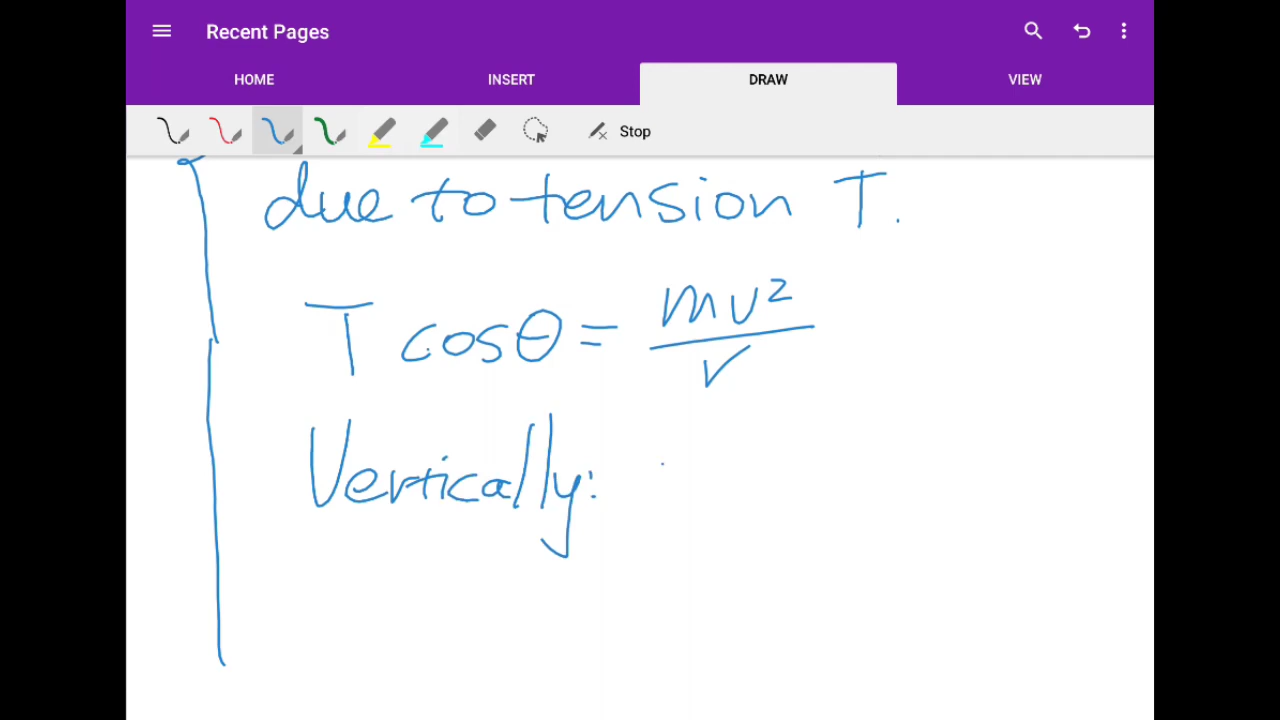 Recent Pages
HOME INSERT DRAW VIEW
Stop
due to tension T.
T cosθ = mv²/r
Vertically: